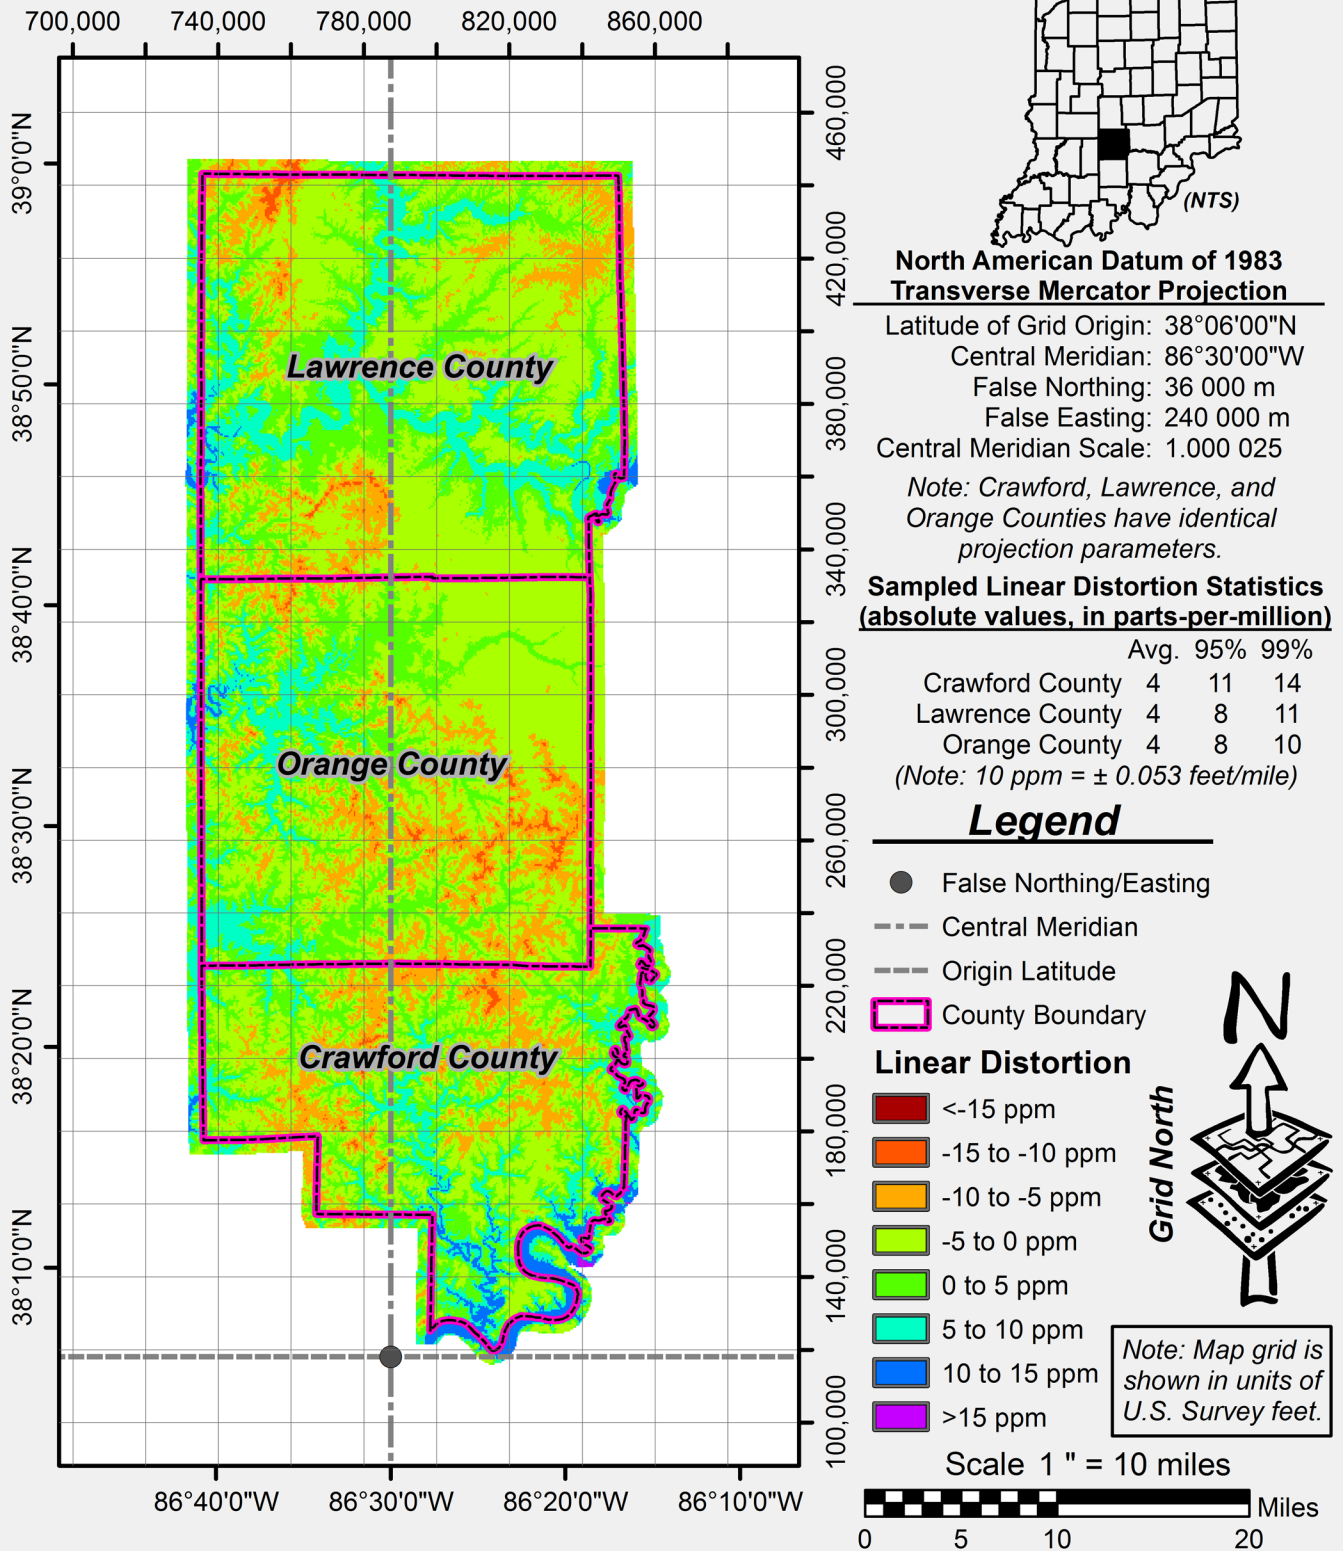 700,000 740,000 780,000 820,000 860,000
460,000
420,000
380,000
340,000
300,000
260,000
220,000
180,000
140,000
100,000
39°0'0"N
38°50'0"N
38°40'0"N
38°30'0"N
38°20'0"N
38°10'0"N
Lawrence County
Orange County
Crawford County
86°40'0"W 86°30'0"W 86°20'0"W 86°10'0"W
(NTS)
North American Datum of 1983
Transverse Mercator Projection
Latitude of Grid Origin: 38°06'00"N
Central Meridian: 86°30'00"W
False Northing: 36 000 m
False Easting: 240 000 m
Central Meridian Scale: 1.000 025
Note: Crawford, Lawrence, and
Orange Counties have identical
projection parameters.
Sampled Linear Distortion Statistics
(absolute values, in parts-per-million)
Avg. 95% 99%
Crawford County 4 11 14
Lawrence County 4 8 11
Orange County 4 8 10
(Note: 10 ppm = ± 0.053 feet/mile)
Legend
False Northing/Easting
Central Meridian
Origin Latitude
County Boundary
Linear Distortion
<-15 ppm
-15 to -10 ppm
-10 to -5 ppm
-5 to 0 ppm
0 to 5 ppm
5 to 10 ppm
10 to 15 ppm
>15 ppm
N
Grid North
Note: Map grid is
shown in units of
U.S. Survey feet.
Scale 1 " = 10 miles
Miles
0 5 10 20